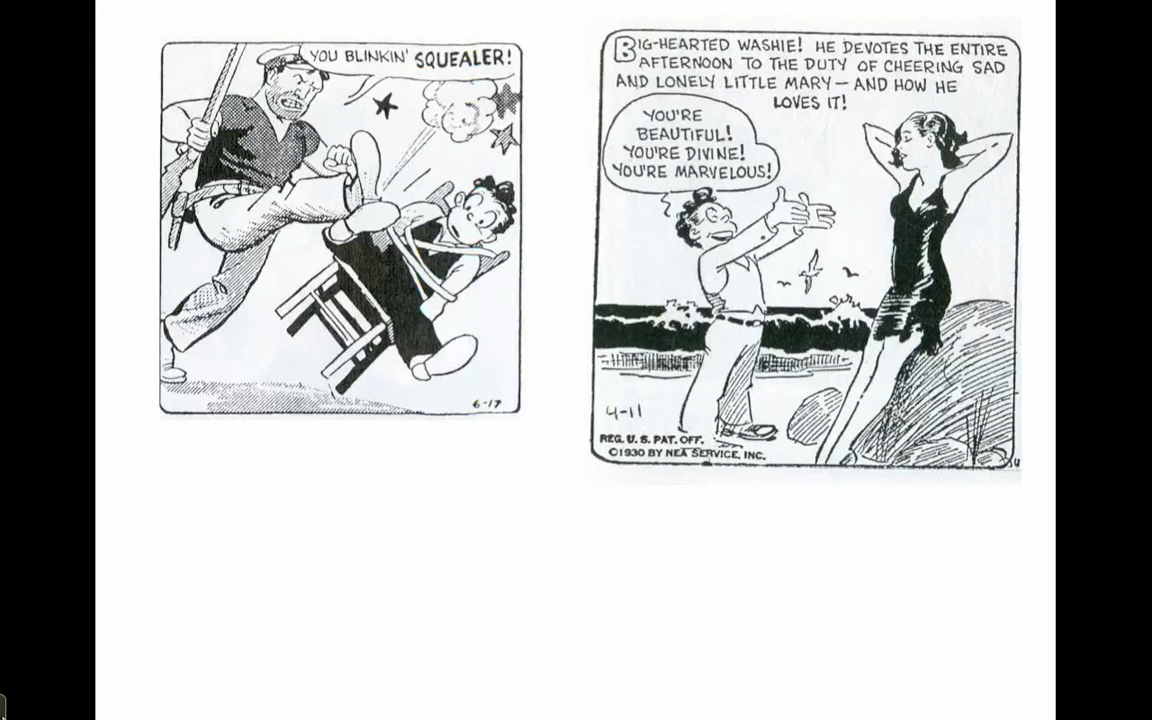 YOU BLINKIN' SQUEALER!
6-17
BIG-HEARTED WASHIE! HE DEVOTES THE ENTIRE
AFTERNOON TO THE DUTY OF CHEERING SAD
AND LONELY LITTLE MARY — AND HOW HE
LOVES IT!
YOU'RE
BEAUTIFUL!
YOU'RE DIVINE!
YOU'RE MARVELOUS!
4-11
REG. U. S. PAT. OFF.
©1930 BY NEA SERVICE, INC.